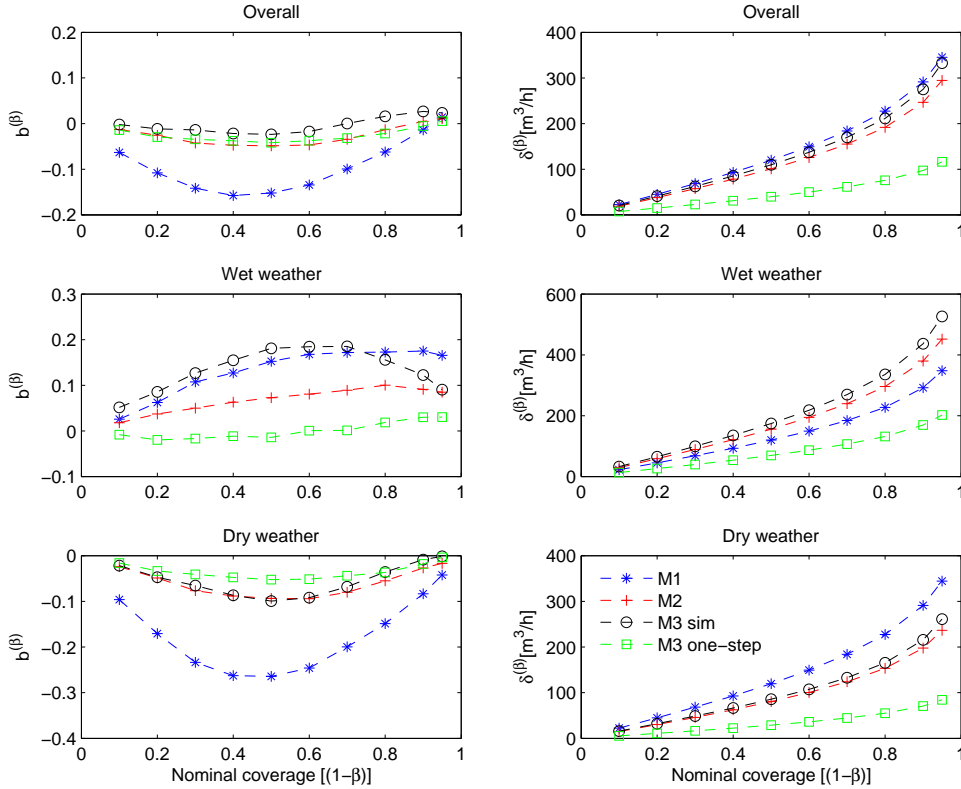 Overall
0.2
0.1
0
−0.1
−0.2
b(β)
0 0.2 0.4 0.6 0.8 1
Overall
400
300
200
100
0
δ(β)[m3/h]
0 0.2 0.4 0.6 0.8 1
Wet weather
0.3
0.2
0.1
0
−0.1
b(β)
0 0.2 0.4 0.6 0.8 1
Wet weather
600
400
200
0
δ(β)[m3/h]
0 0.2 0.4 0.6 0.8 1
Dry weather
0
−0.1
−0.2
−0.3
−0.4
b(β)
0 0.2 0.4 0.6 0.8 1
Nominal coverage [(1−β)]
Dry weather
400
300
200
100
0
δ(β)[m3/h]
M1
M2
M3 sim
M3 one−step
0 0.2 0.4 0.6 0.8 1
Nominal coverage [(1−β)]